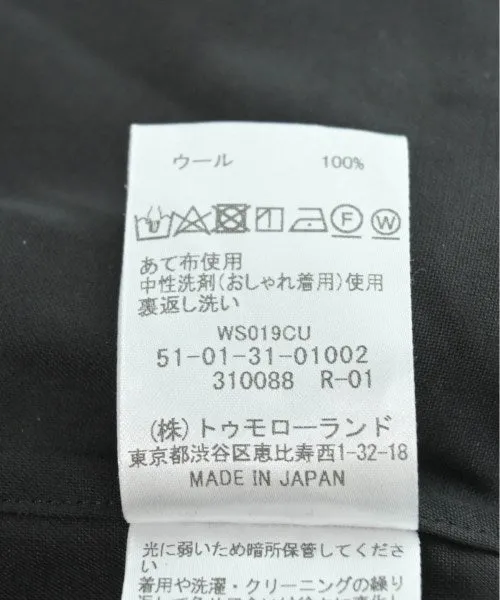 ウール 100%
F W
あて布使用
中性洗剤(おしゃれ着用)使用
裏返し洗い
WS019CU
51-01-31-01002
310088 R-01
(株)トゥモローランド
東京都渋谷区恵比寿西1-32-18
MADE IN JAPAN
光に弱いため暗所保管してくださ
い
着用や洗濯・クリーニングの繰り